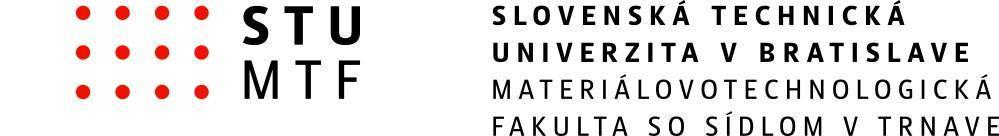 STU
MTF
SLOVENSKÁ TECHNICKÁ
UNIVERZITA V BRATISLAVE
MATERIÁLOVOTECHNOLOGICKÁ
FAKULTA SO SÍDLOM V TRNAVE